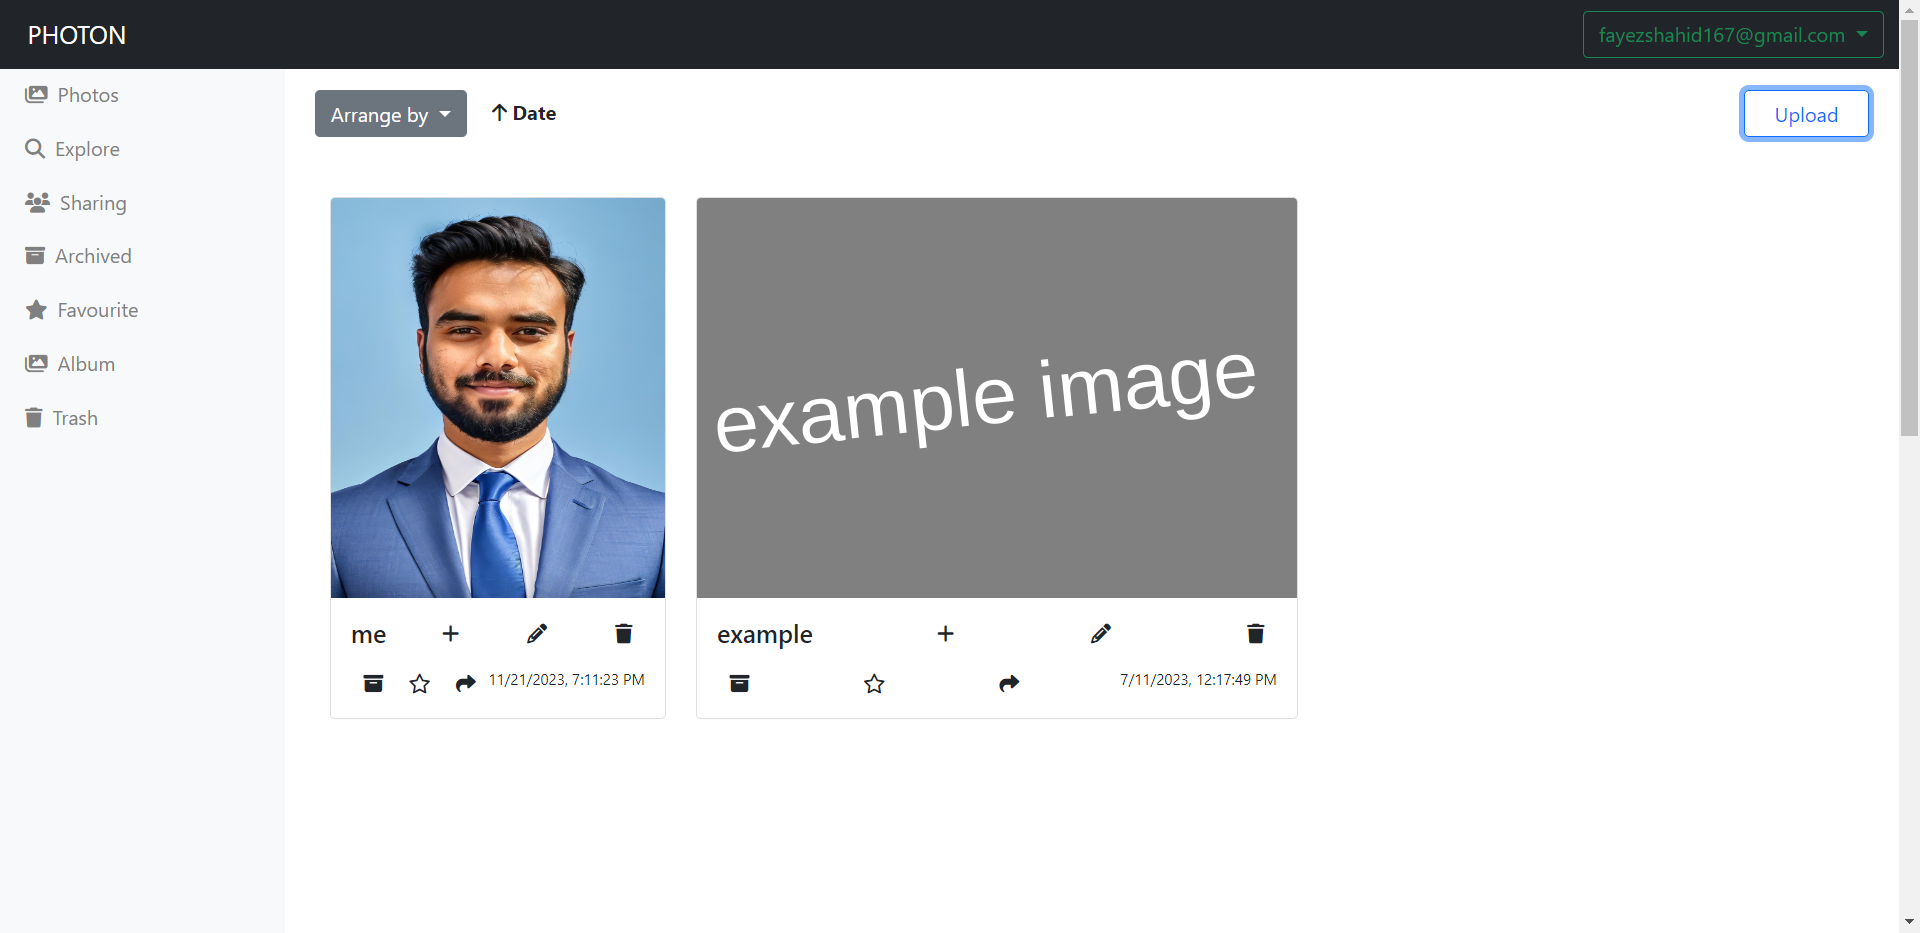 PHOTON
fayezshahid167@gmail.com
Photos
Explore
Sharing
Archived
Favourite
Album
Trash
Arrange by
Date
Upload
example image
me
11/21/2023, 7:11:23 PM
example
7/11/2023, 12:17:49 PM